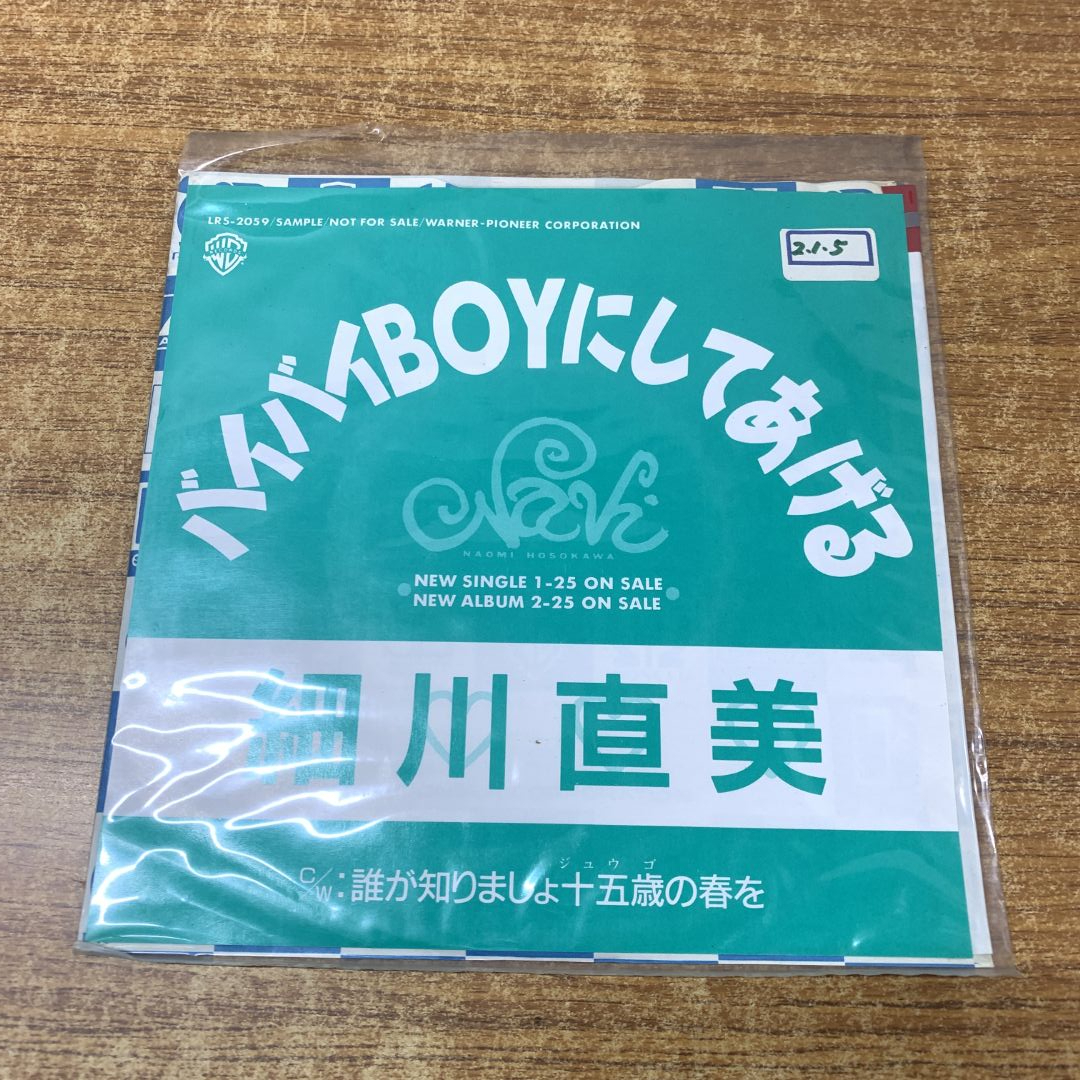 LRS-2059/SAMPLE/NOT FOR SALE/WARNER-PIONEER CORPORATION
2.1.5
バイバイBOYにしてあげる
Naomi
NAOMI HOSOKAWA
NEW SINGLE 1-25 ON SALE
NEW ALBUM 2-25 ON SALE
細川直美
ジュウゴ
C/W:誰が知りましょ十五歳の春を